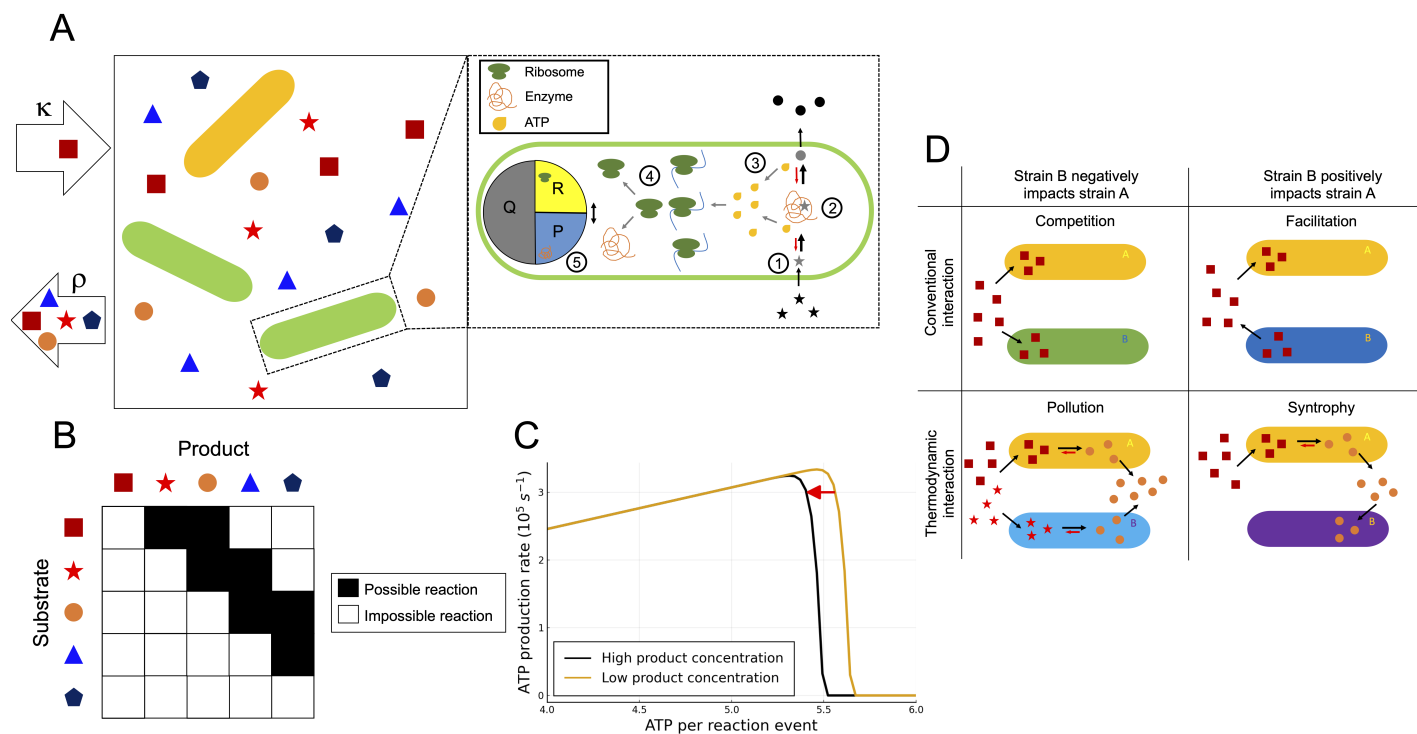 A
κ
ρ
Ribosome
Enzyme
ATP
Q
R
P
1
2
3
4
5
B
Product
Substrate
Possible reaction
Impossible reaction
C
ATP production rate (10⁵ s⁻¹)
3
2
1
0
High product concentration
Low product concentration
4.0
4.5
5.0
5.5
6.0
ATP per reaction event
D
Strain B negatively
impacts strain A
Strain B positively
impacts strain A
Conventional
interaction
Competition
A
B
Facilitation
A
B
Thermodynamic
interaction
Pollution
A
B
Syntrophy
A
B